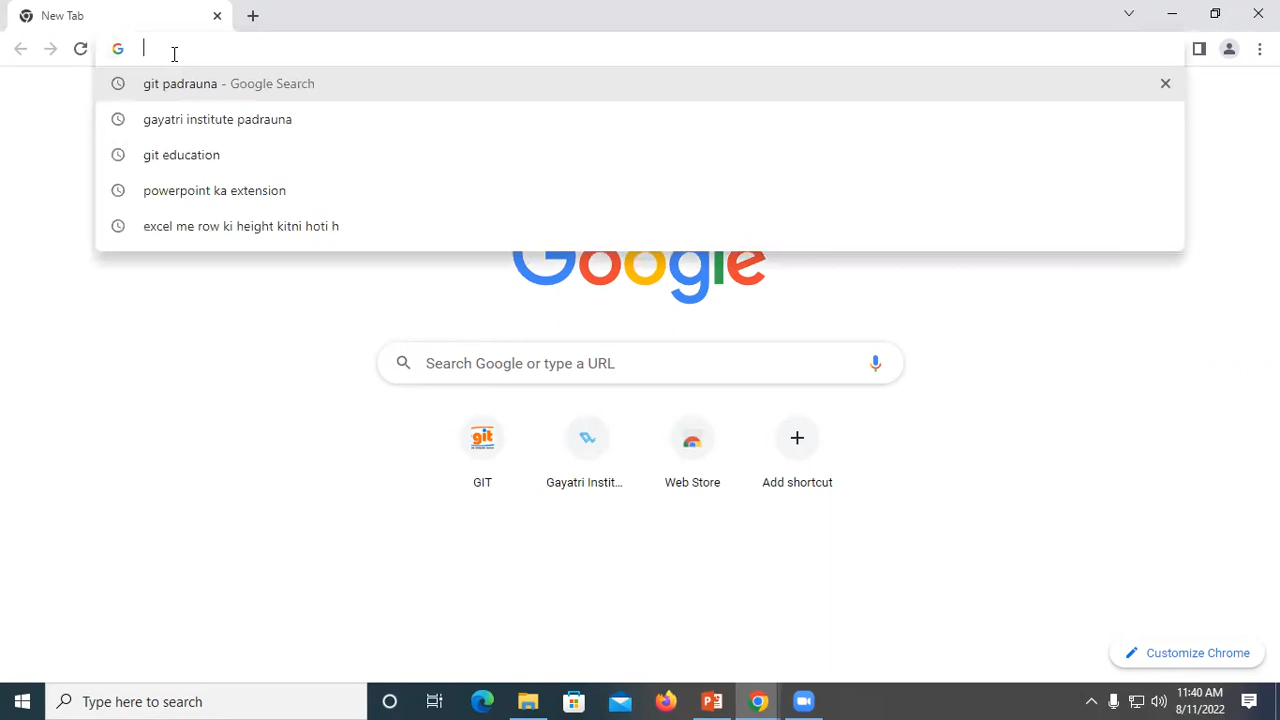 New Tab
git padrauna - Google Search
gayatri institute padrauna
git education
powerpoint ka extension
excel me row ki height kitni hoti h
Google
Search Google or type a URL
git
GIT
Gayatri Instit...
Web Store
Add shortcut
Customize Chrome
Type here to search
11:40 AM
8/11/2022